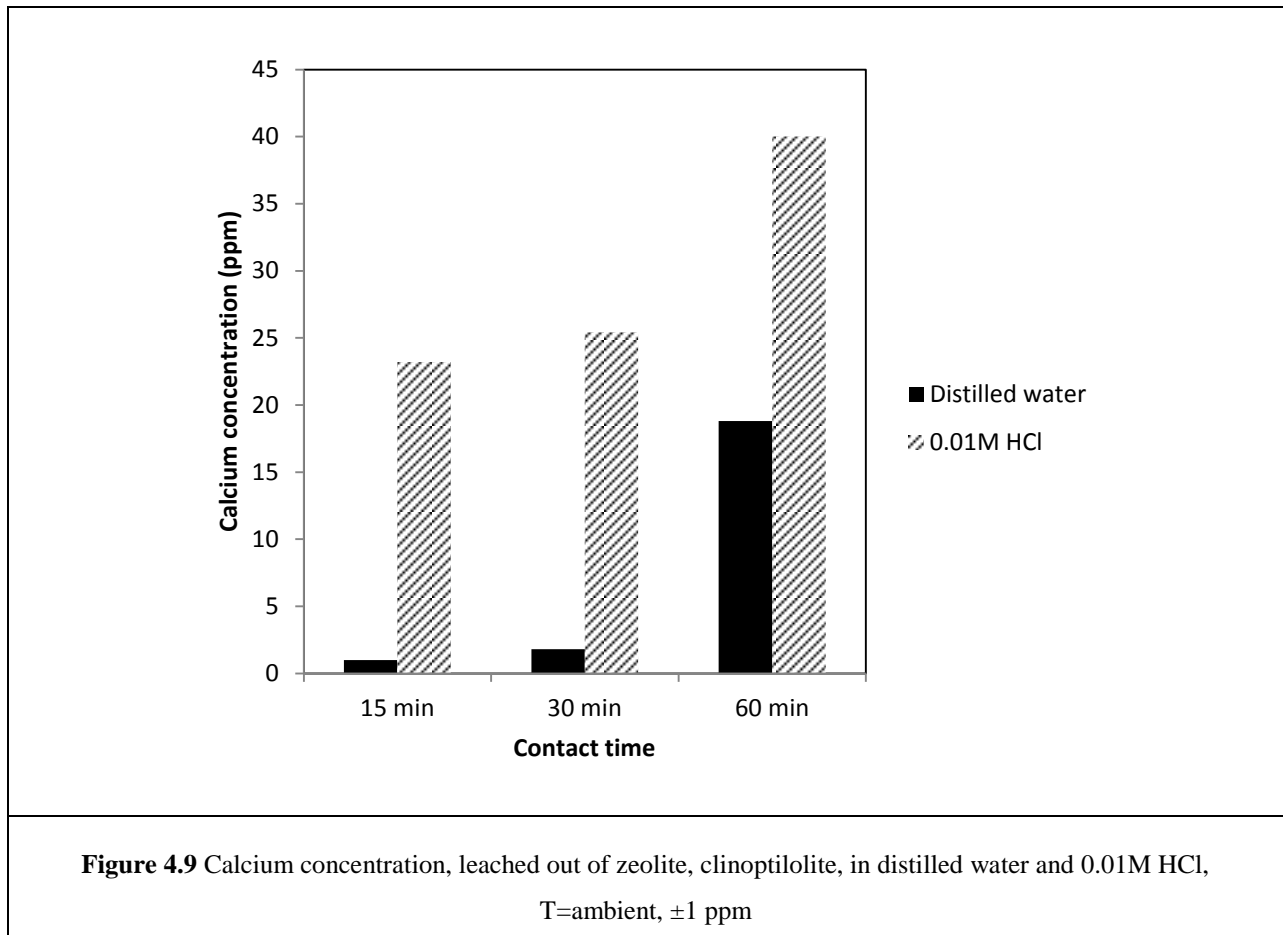 45
40
35
30
25
20
15
10
5
0
Calcium concentration (ppm)
15 min
30 min
60 min
Contact time
Distilled water
0.01M HCl
Figure 4.9 Calcium concentration, leached out of zeolite, clinoptilolite, in distilled water and 0.01M HCl,
T=ambient, ±1 ppm